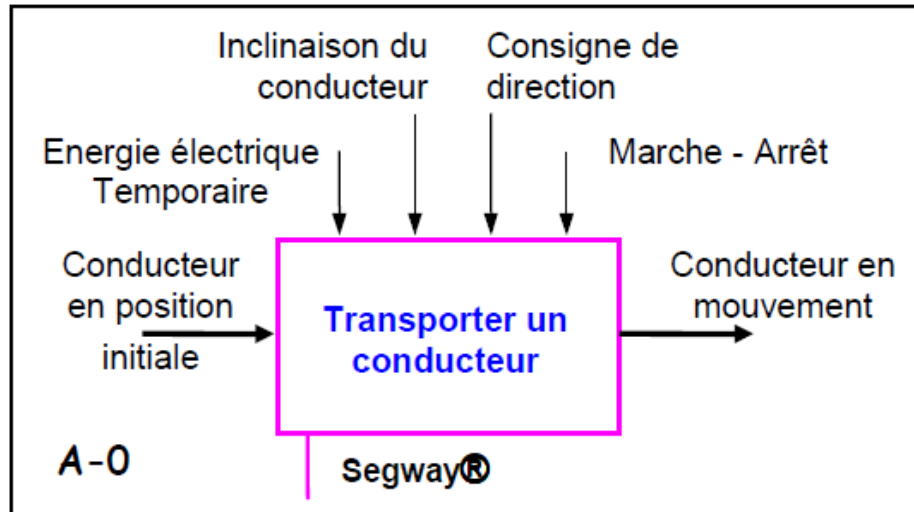 Inclinaison du
conducteur
Consigne de
direction
Energie électrique
Temporaire
Marche - Arrêt
Conducteur
en position
initiale
Transporter un
conducteur
Conducteur en
mouvement
A-0
Segway®